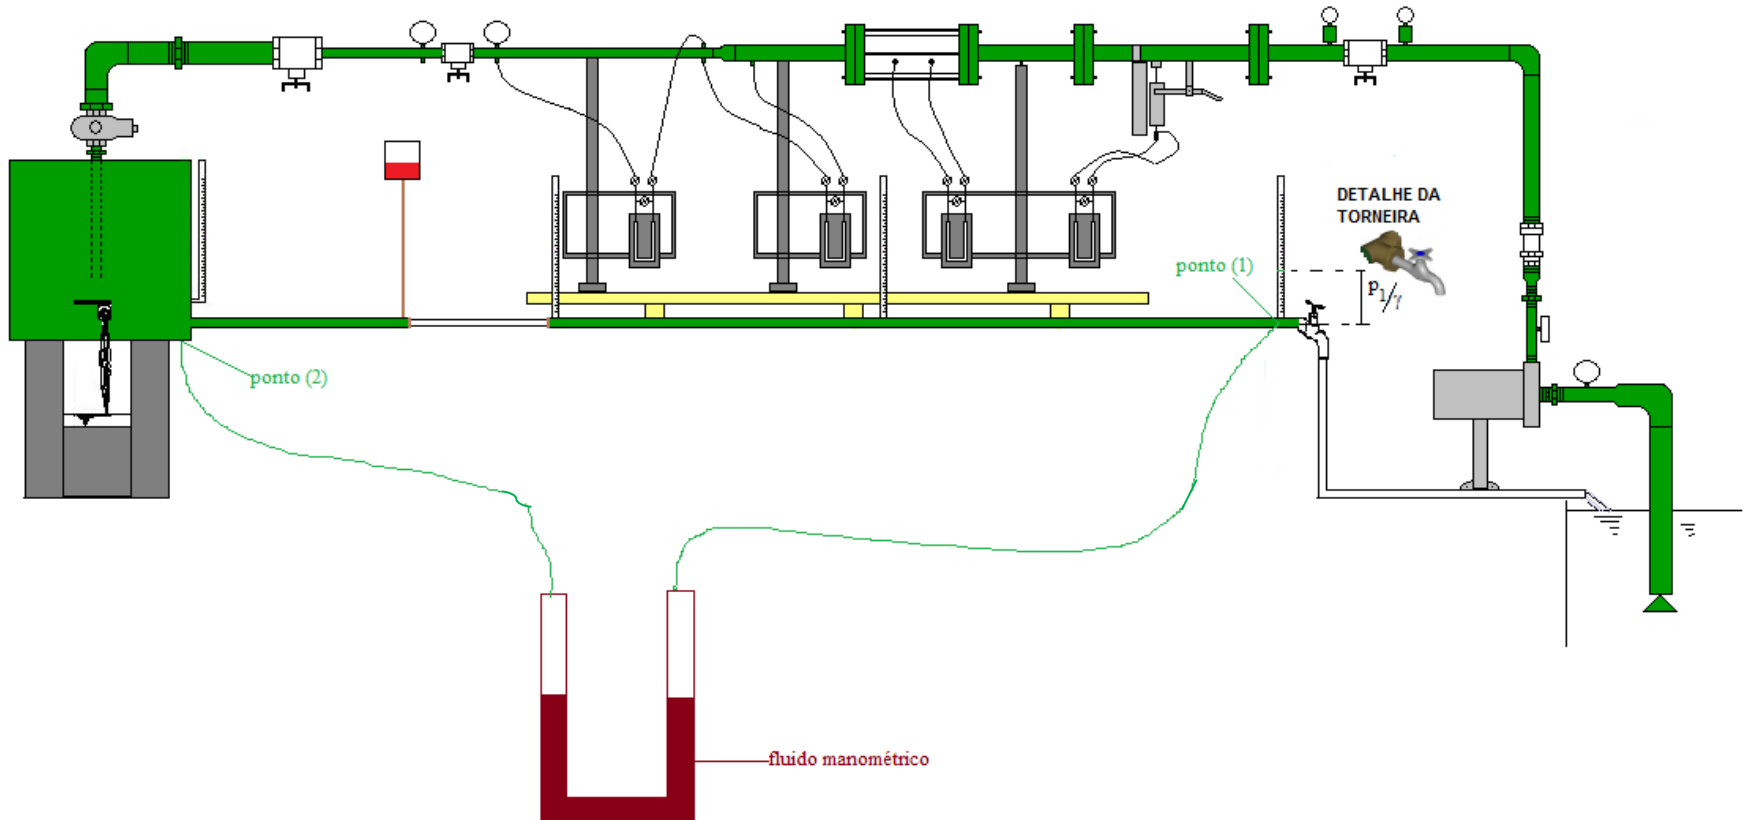 DETALHE DA
TORNEIRA
ponto (1)
p1/γ
ponto (2)
fluido manométrico